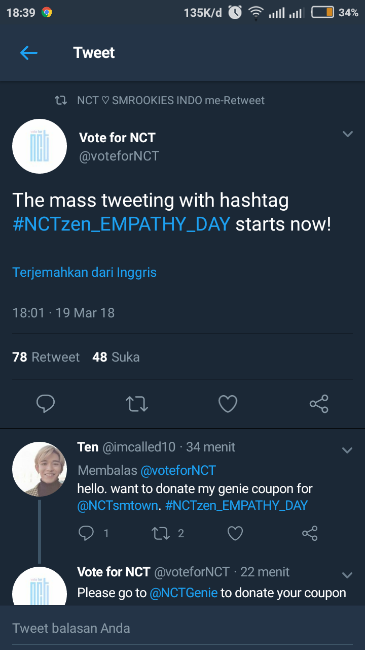 18:39 135K/d 34%
Tweet
NCT ♡ SMROOKIES INDO me-Retweet
Vote for NCT
@voteforNCT
The mass tweeting with hashtag
#NCTzen_EMPATHY_DAY starts now!
Terjemahkan dari Inggris
18:01 · 19 Mar 18
78 Retweet 48 Suka
Ten @imcalled10 · 34 menit
Membalas @voteforNCT
hello. want to donate my genie coupon for
@NCTsmtown. #NCTzen_EMPATHY_DAY
1 2
Vote for NCT @voteforNCT · 22 menit
Please go to @NCTGenie to donate your coupon
Tweet balasan Anda